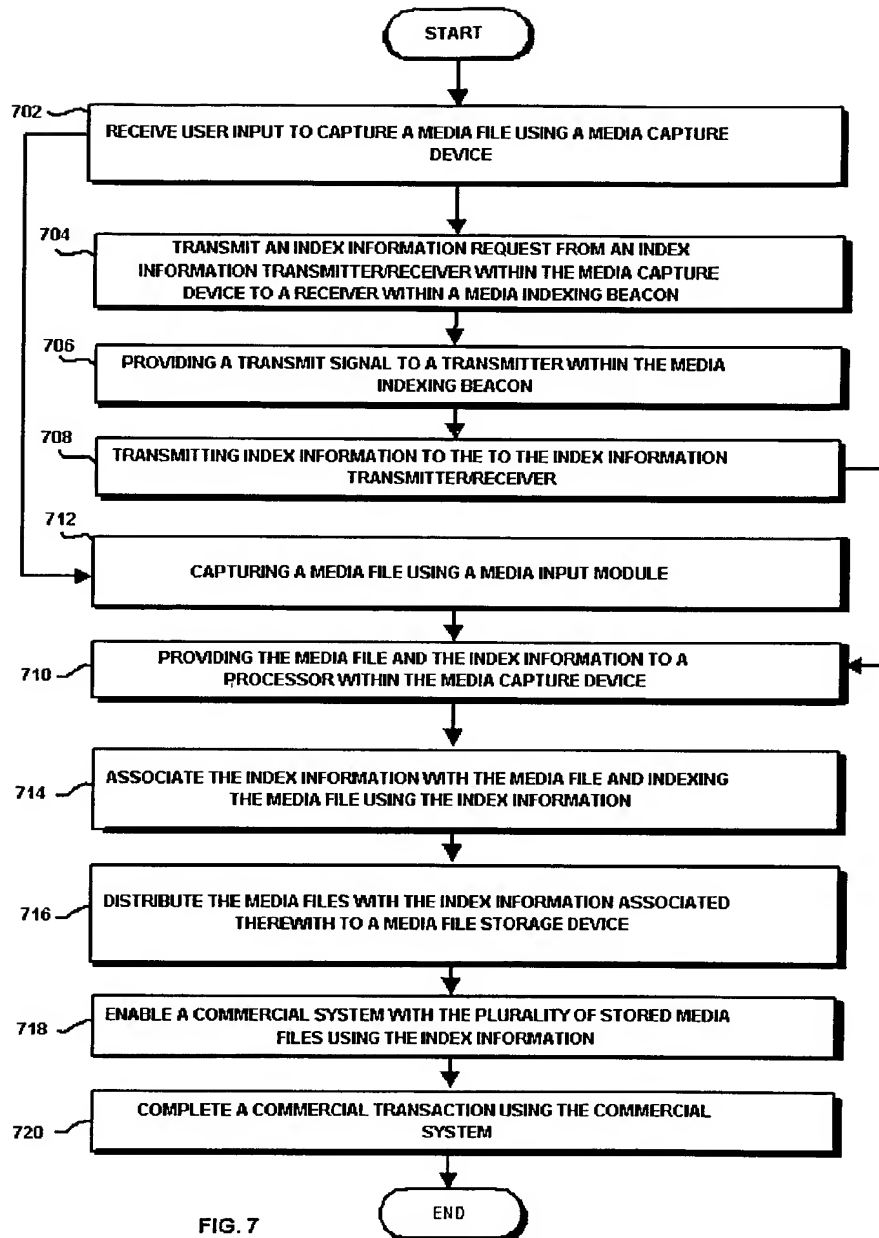 START
702
RECEIVE USER INPUT TO CAPTURE A MEDIA FILE USING A MEDIA CAPTURE
DEVICE
704
TRANSMIT AN INDEX INFORMATION REQUEST FROM AN INDEX
INFORMATION TRANSMITTER/RECEIVER WITHIN THE MEDIA CAPTURE
DEVICE TO A RECEIVER WITHIN A MEDIA INDEXING BEACON
706
PROVIDING A TRANSMIT SIGNAL TO A TRANSMITTER WITHIN THE MEDIA
INDEXING BEACON
708
TRANSMITTING INDEX INFORMATION TO THE TO THE INDEX INFORMATION
TRANSMITTER/RECEIVER
712
CAPTURING A MEDIA FILE USING A MEDIA INPUT MODULE
710
PROVIDING THE MEDIA FILE AND THE INDEX INFORMATION TO A
PROCESSOR WITHIN THE MEDIA CAPTURE DEVICE
714
ASSOCIATE THE INDEX INFORMATION WITH THE MEDIA FILE AND INDEXING
THE MEDIA FILE USING THE INDEX INFORMATION
716
DISTRIBUTE THE MEDIA FILES WITH THE INDEX INFORMATION ASSOCIATED
THEREWITH TO A MEDIA FILE STORAGE DEVICE
718
ENABLE A COMMERCIAL SYSTEM WITH THE PLURALITY OF STORED MEDIA
FILES USING THE INDEX INFORMATION
720
COMPLETE A COMMERCIAL TRANSACTION USING THE COMMERCIAL
SYSTEM
END
FIG. 7